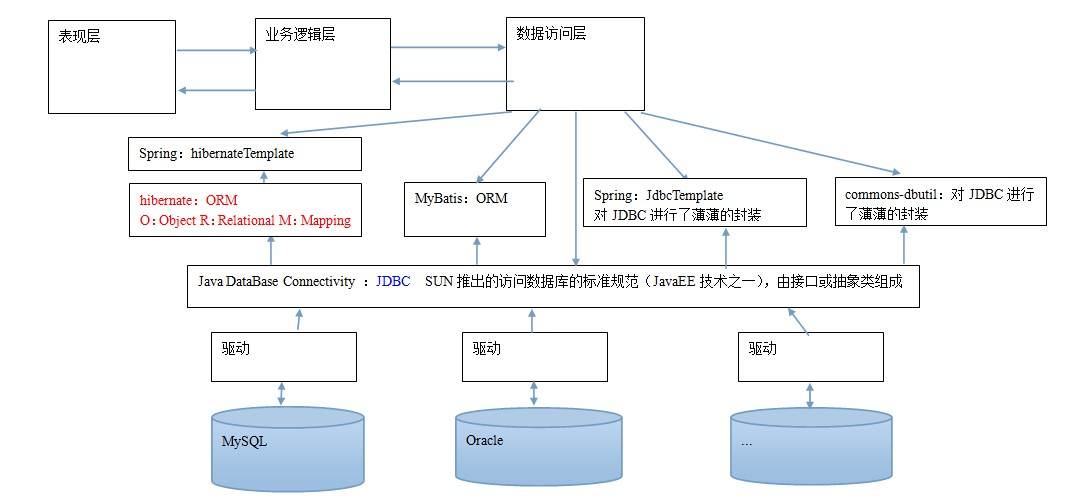 表现层
业务逻辑层
数据访问层
Spring：hibernateTemplate
hibernate：ORM
O：Object R：Relational M：Mapping
MyBatis：ORM
Spring：JdbcTemplate
对 JDBC 进行了薄薄的封装
commons-dbutil：对 JDBC 进行
了薄薄的封装
Java DataBase Connectivity ：JDBC SUN 推出的访问数据库的标准规范（JavaEE 技术之一），由接口或抽象类组成
驱动
驱动
驱动
MySQL
Oracle
...